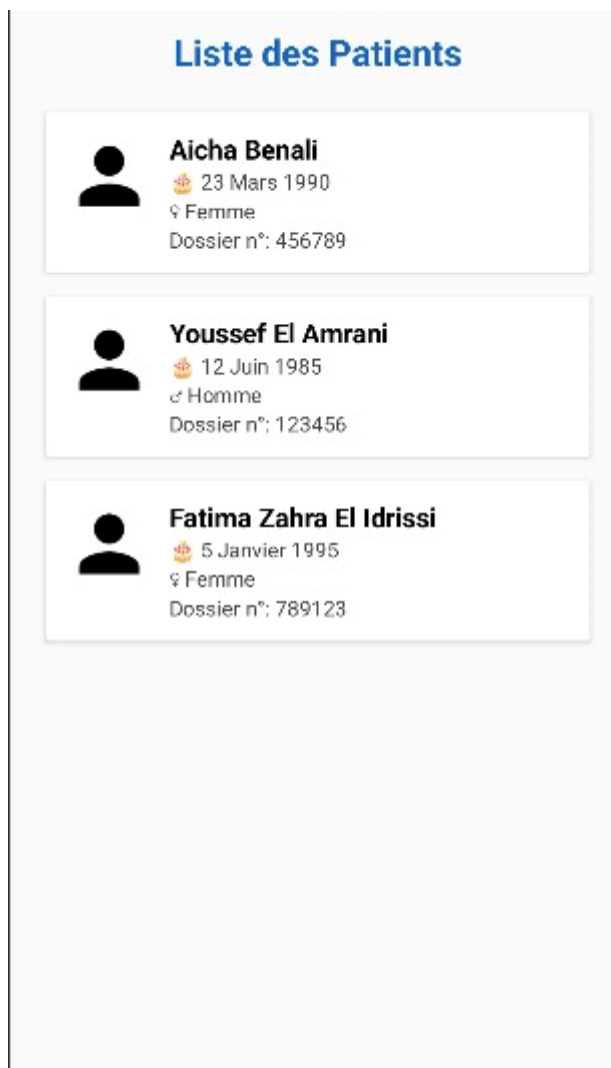 Liste des Patients
Aicha Benali
🎂 23 Mars 1990
♀ Femme
Dossier n°: 456789
Youssef El Amrani
🎂 12 Juin 1985
♂ Homme
Dossier n°: 123456
Fatima Zahra El Idrissi
🎂 5 Janvier 1995
♀ Femme
Dossier n°: 789123